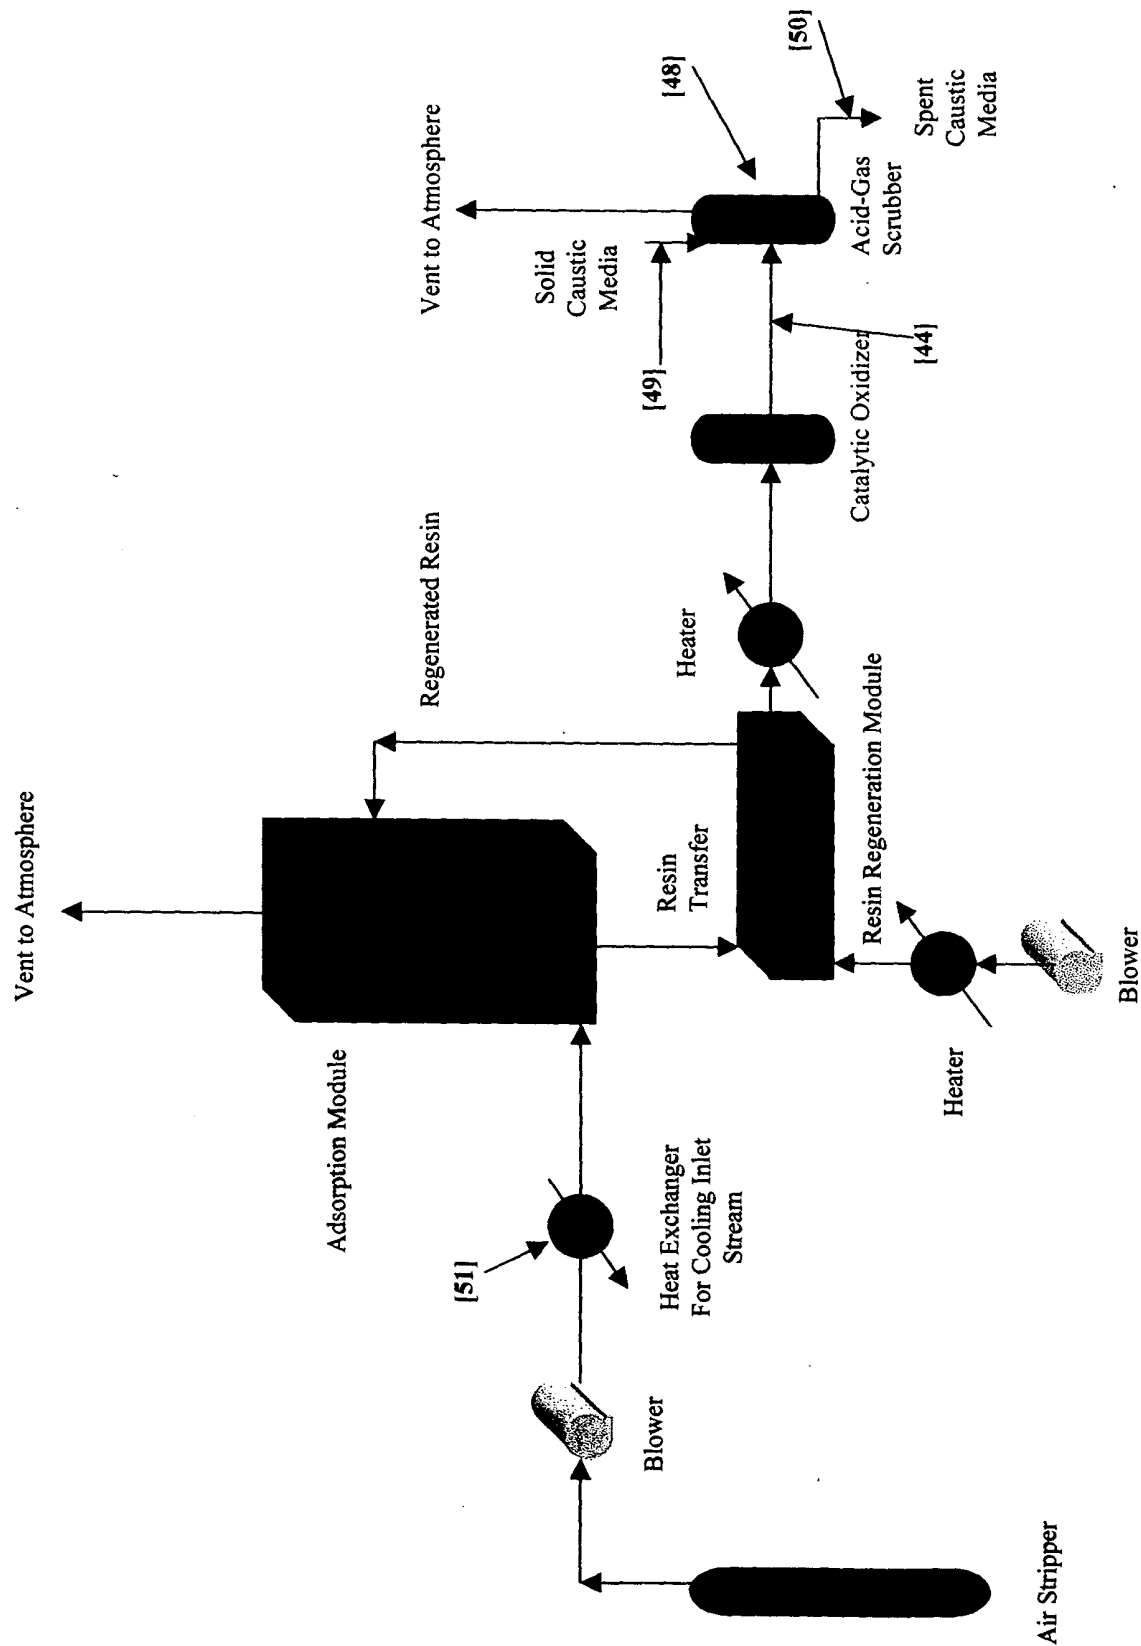 Vent to Atmosphere
Adsorption Module
Regenerated Resin
Vent to Atmosphere
Solid
Caustic
Media
[49]
[48]
[50]
Spent
Caustic
Media
Acid-Gas
Scrubber
[44]
Catalytic Oxidizer
Heater
Resin
Transfer
Resin Regeneration Module
Heater
Blower
[51]
Heat Exchanger
For Cooling Inlet
Stream
Blower
Air Stripper